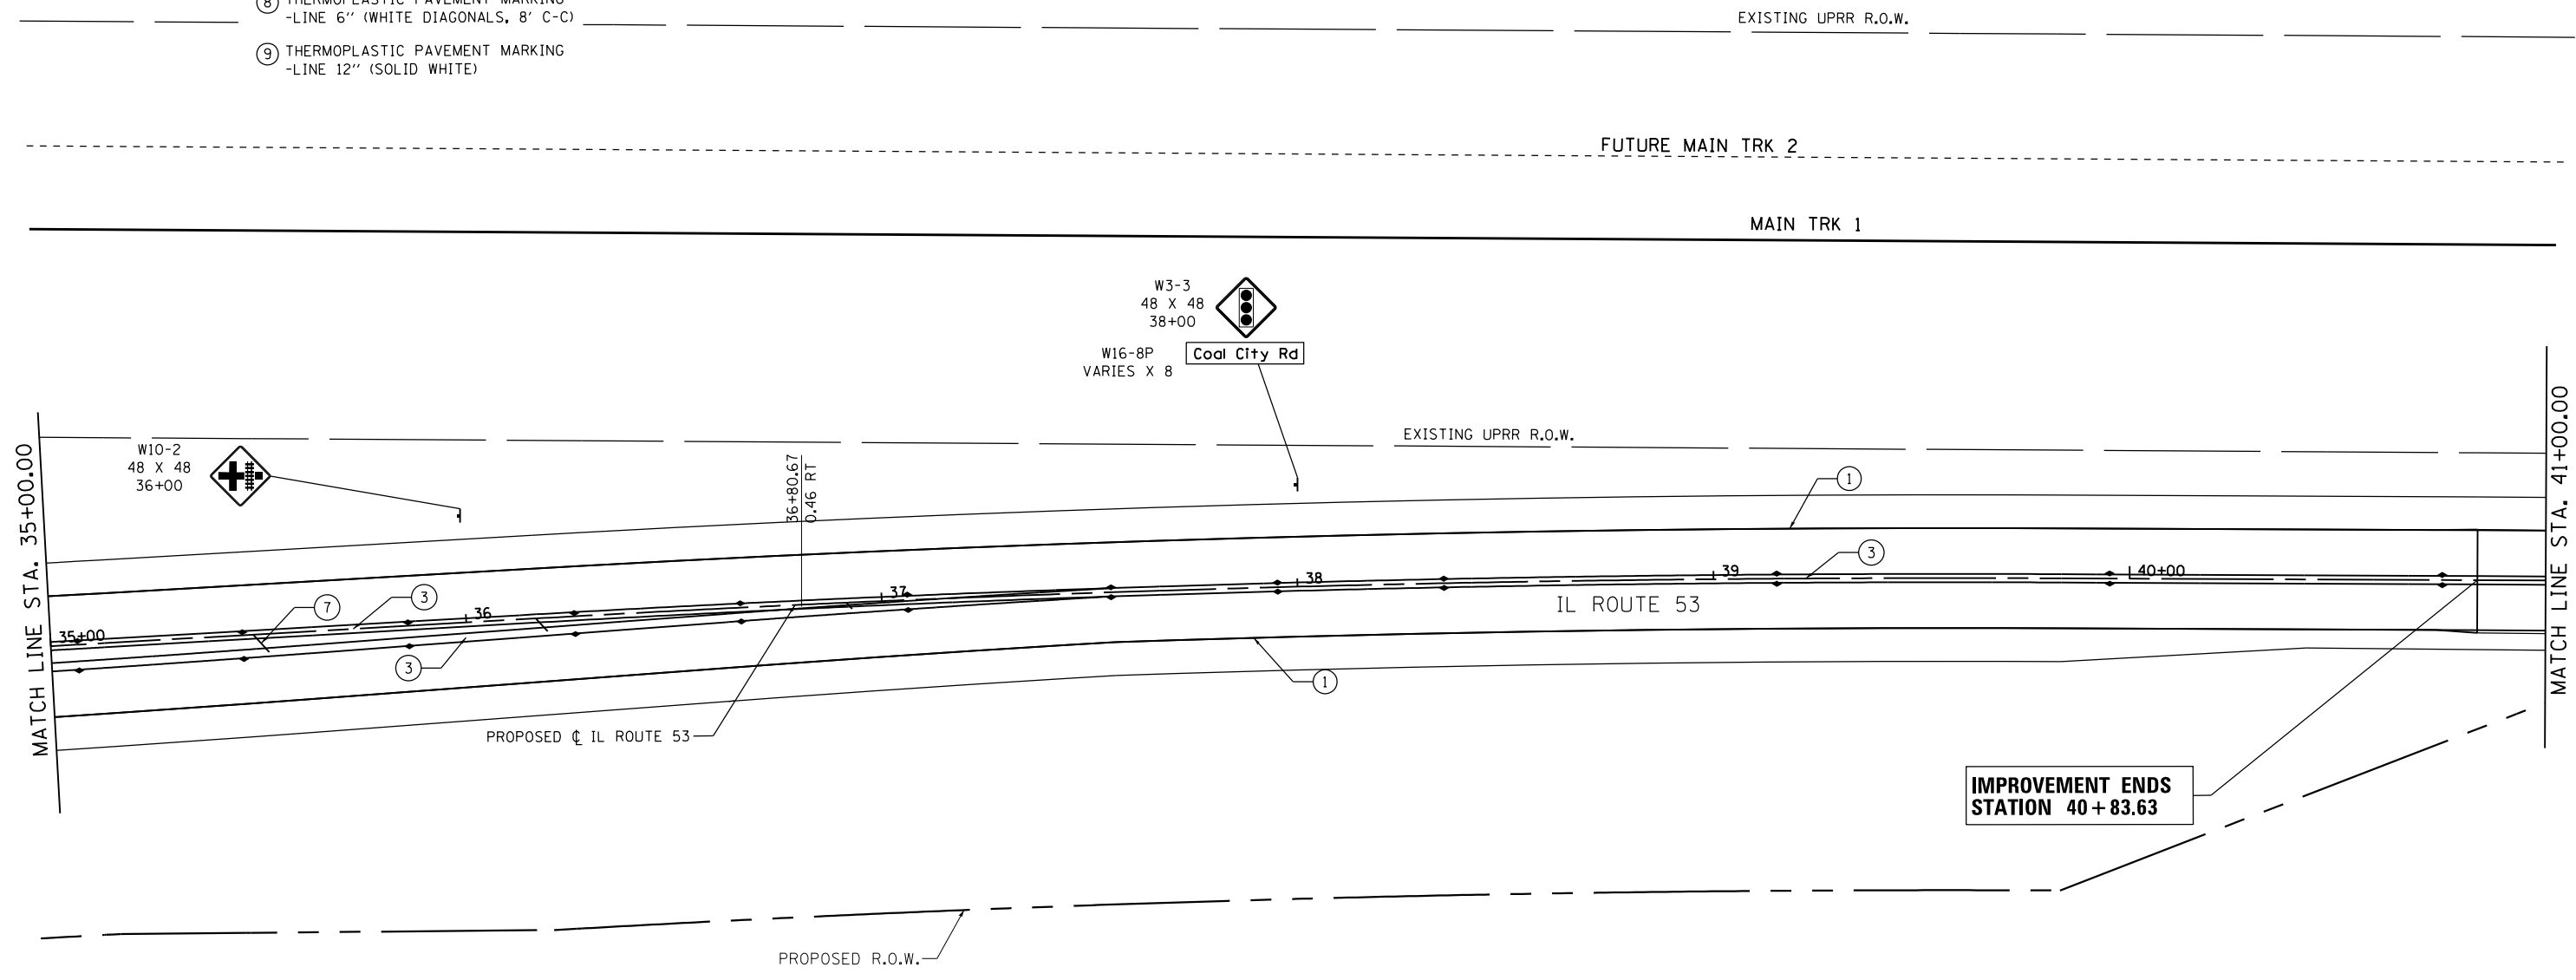 8 THERMOPLASTIC PAVEMENT MARKING
-LINE 6'' (WHITE DIAGONALS, 8' C-C)
EXISTING UPRR R.O.W.
9 THERMOPLASTIC PAVEMENT MARKING
-LINE 12'' (SOLID WHITE)
FUTURE MAIN TRK 2
MAIN TRK 1
W3-3
48 X 48
38+00
W16-8P
VARIES X 8
Coal City Rd
EXISTING UPRR R.O.W.
W10-2
48 X 48
36+00
36+80.67
0.46 RT
MATCH LINE STA. 35+00.00
MATCH LINE STA. 41+00.00
1
3
7
3
3
1
35+00
36
37
38
39
40+00
IL ROUTE 53
PROPOSED ℄ IL ROUTE 53
IMPROVEMENT ENDS
STATION 40+83.63
PROPOSED R.O.W.